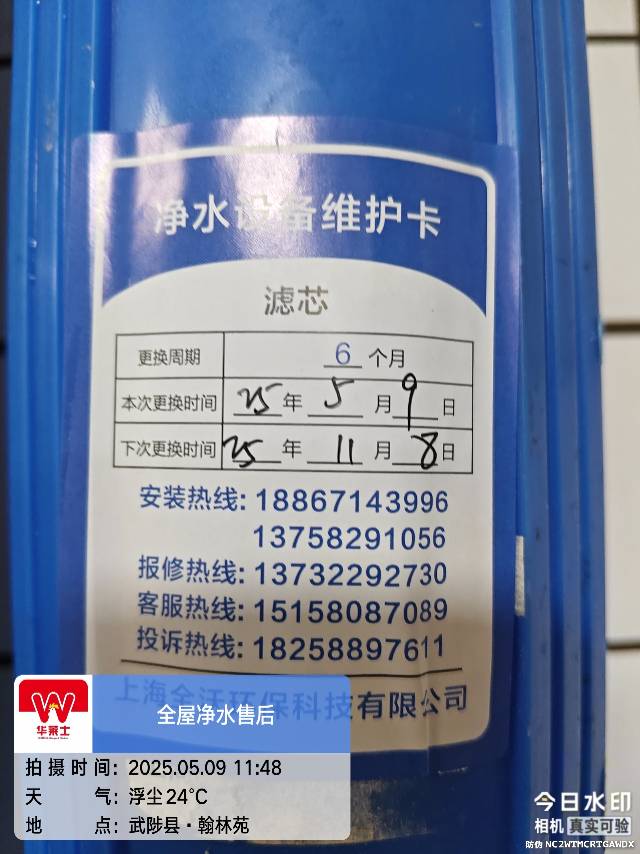 净水设备维护卡
滤芯
更换周期 6 个月
本次更换时间 25 年 5 月 9 日
下次更换时间 25 年 11 月 8 日
安装热线: 18867143996
13758291056
报修热线: 13732292730
客服热线: 15158087089
投诉热线: 18258897611
上海全沃环保科技有限公司
华莱士
全屋净水售后
拍摄时间: 2025.05.09 11:48
天 气: 浮尘24℃
地 点: 武陟县·翰林苑
今日水印
相机 真实可验
防伪 NC2WTMCRTGAWDX